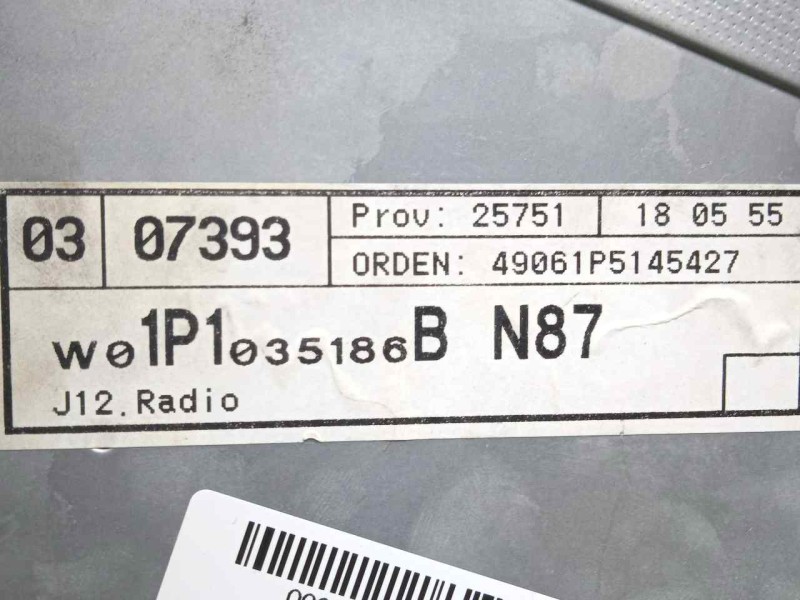 03 07393 Prov: 25751 18 05 55
ORDEN: 49061P5145427
W01P1035186B N87
J12.Radio